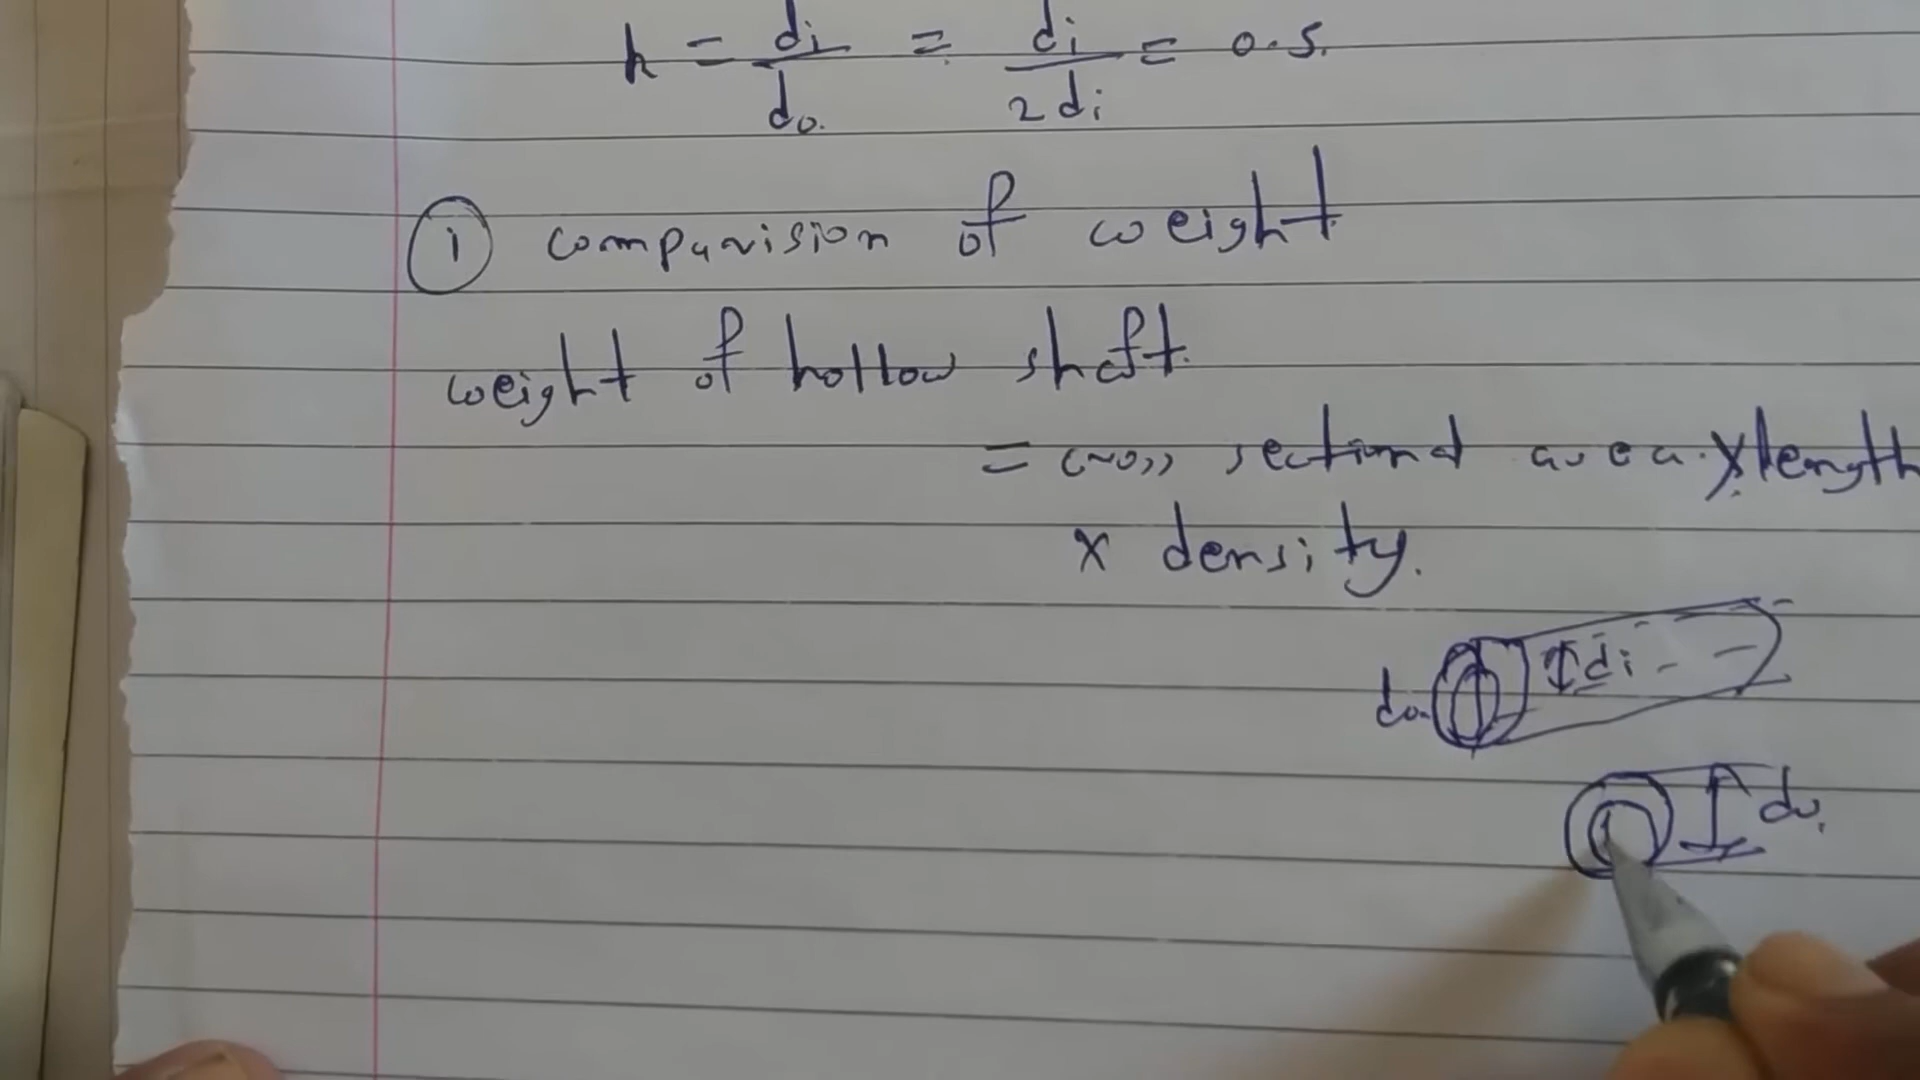 k = di/do. = di/2di = 0.5.
① comparision of weight.
weight of hollow shaft.
= cross sectional area. x length
x density.
do. di
do.